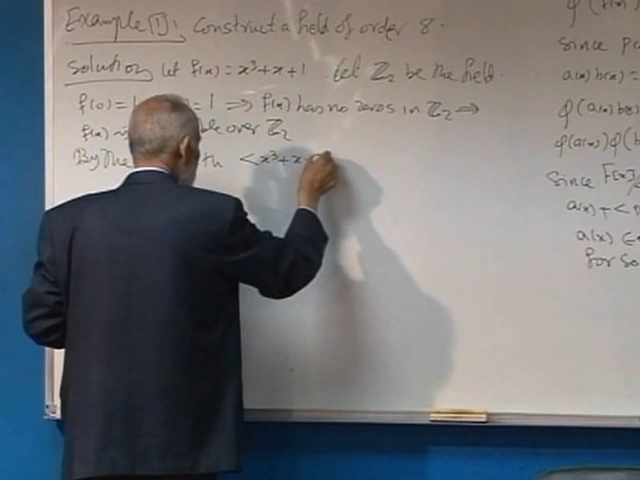 Example (1): Construct a field of order 8.
Solution Let f(x) = x³+x+1 Let ℤ₂ be the field.
f(0)=1 =1 ⇒ f(x) has no zeros in ℤ₂ ⇒
f(x) over ℤ₂
By the <x³+x
since
a(x)b(x) =
φ(a(x)b(
φ(a(x))φ(b
since F[x]
a(x) + <
a(x) ∈
for so